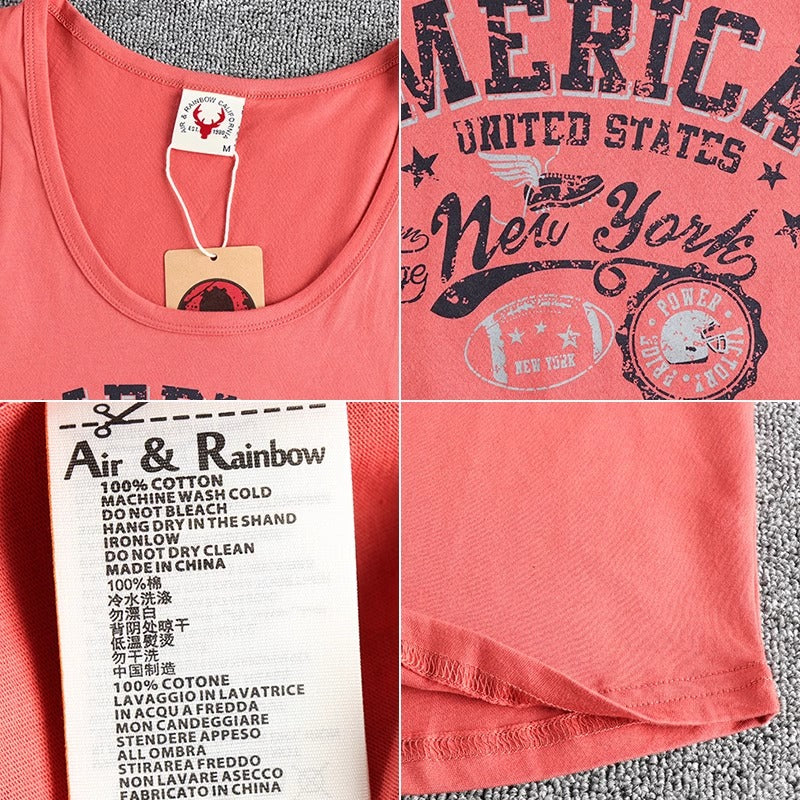 AIR & RAINBOW CALIFORNIA
EST. 1980
M
MERICA
UNITED STATES
New York
NEW YORK
POWER · VICTORY · PRIDE
Air & Rainbow
100% COTTON
MACHINE WASH COLD
DO NOT BLEACH
HANG DRY IN THE SHAND
IRONLOW
DO NOT DRY CLEAN
MADE IN CHINA
100%棉
冷水洗涤
勿漂白
背阴处晾干
低温熨烫
勿干洗
中国制造
100% COTONE
LAVAGGIO IN LAVATRICE
IN ACQUA FREDDA
MON CANDEGGIARE
STENDERE APPESO
ALL OMBRA
STIRAREA FREDDO
NON LAVARE ASECCO
FABRICATO IN CHINA